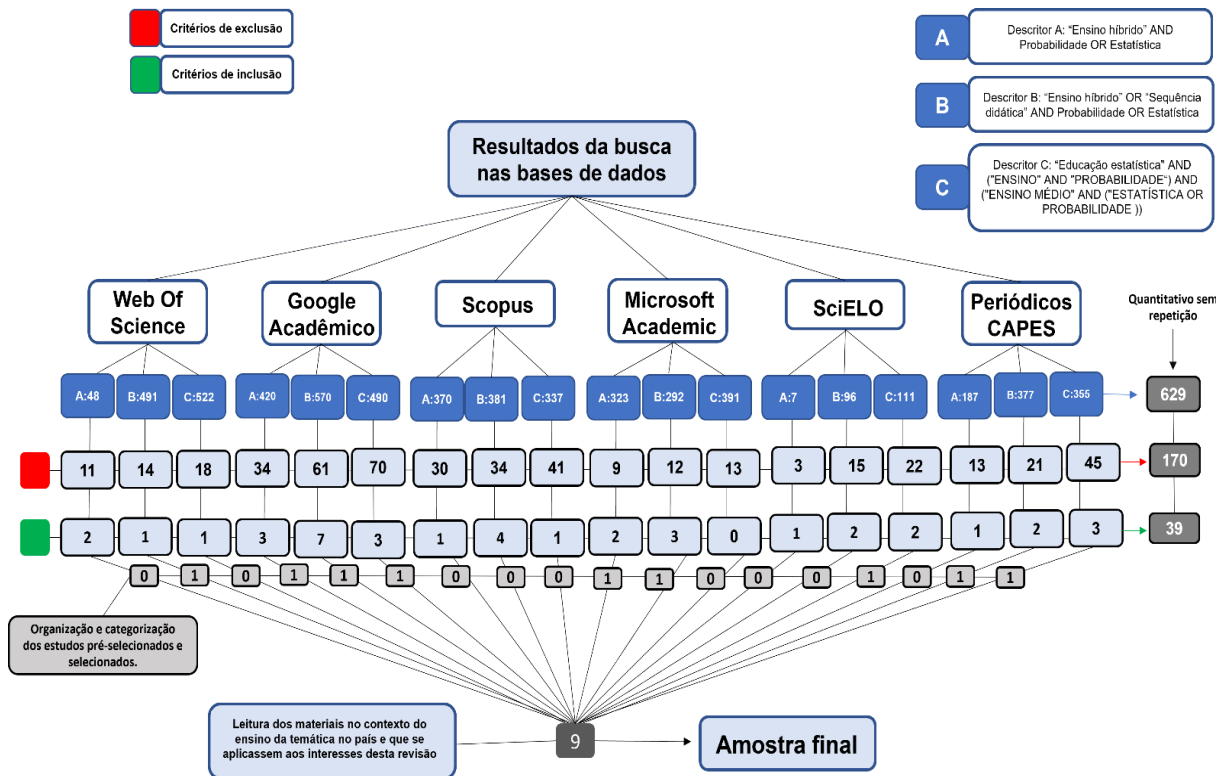 Critérios de exclusão
Critérios de inclusão
A
Descritor A: “Ensino híbrido” AND
Probabilidade OR Estatística
B
Descritor B: “Ensino híbrido” OR “Sequência
didática” AND Probabilidade OR Estatística
C
Descritor C: “Educação estatística” AND
("ENSINO" AND "PROBABILIDADE“) AND
("ENSINO MÉDIO" AND ("ESTATÍSTICA OR
PROBABILIDADE ))
Resultados da busca
nas bases de dados
Web Of
Science
Google
Acadêmico
Scopus
Microsoft
Academic
SciELO
Periódicos
CAPES
Quantitativo sem
repetição
A:48 B:491 C:522 A:420 B:570 C:490 A:370 B:381 C:337 A:323 B:292 C:391 A:7 B:96 C:111 A:187 B:377 C:355 629
11 14 18 34 61 70 30 34 41 9 12 13 3 15 22 13 21 45 170
2 1 1 3 7 3 1 4 1 2 3 0 1 2 2 1 2 3 39
0 1 0 1 1 1 0 0 0 1 1 0 0 0 1 0 1 1
Organização e categorização
dos estudos pré-selecionados e
selecionados.
Leitura dos materiais no contexto do
ensino da temática no país e que se
aplicassem aos interesses desta revisão
9
Amostra final